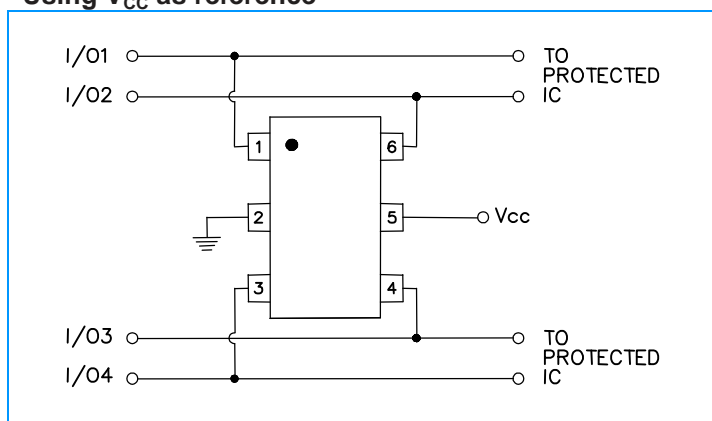 Using VCC as reference
I/O1
TO
PROTECTED
I/O2
IC
1
6
2
5
Vcc
3
4
I/O3
TO
PROTECTED
I/O4
IC